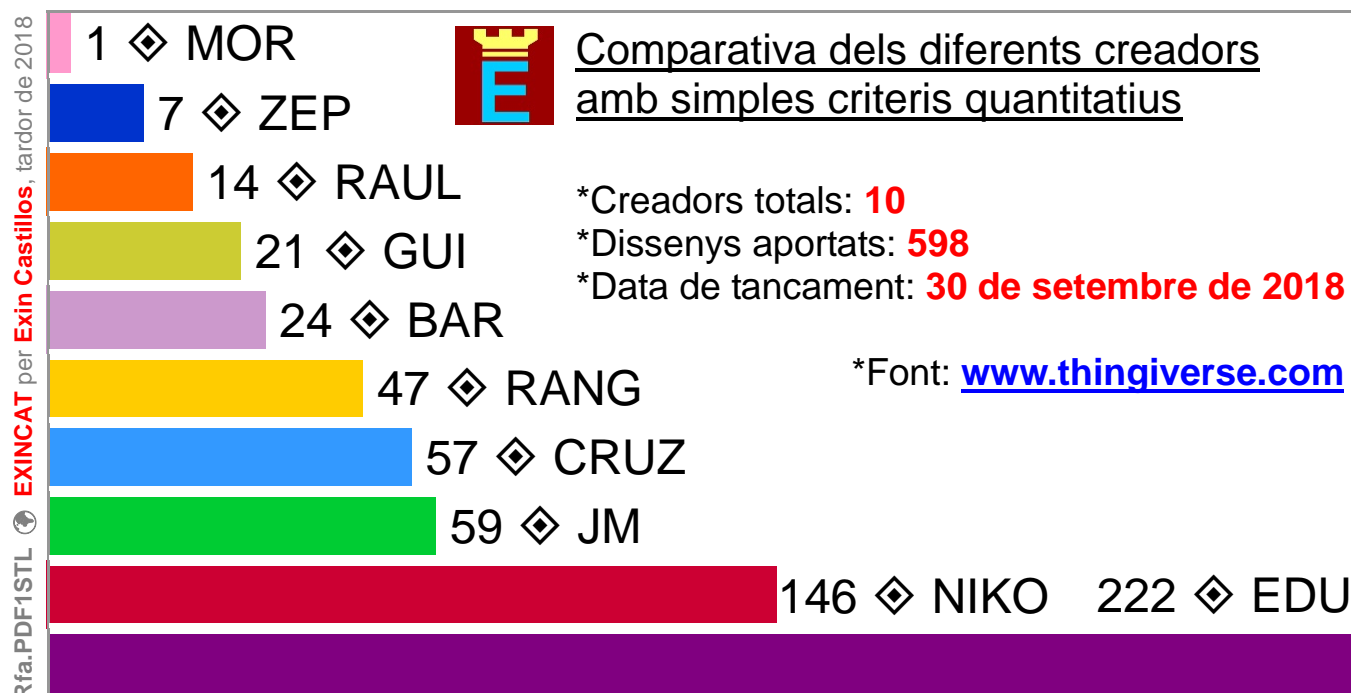 1 ◈ MOR
7 ◈ ZEP
14 ◈ RAUL
21 ◈ GUI
24 ◈ BAR
47 ◈ RANG
57 ◈ CRUZ
59 ◈ JM
146 ◈ NIKO 222 ◈ EDU
E
Comparativa dels diferents creadors
amb simples criteris quantitatius
*Creadors totals: 10
*Dissenys aportats: 598
*Data de tancament: 30 de setembre de 2018
*Font: www.thingiverse.com
Rfa.PDF1STL EXINCAT per Exin Castillos, tardor de 2018